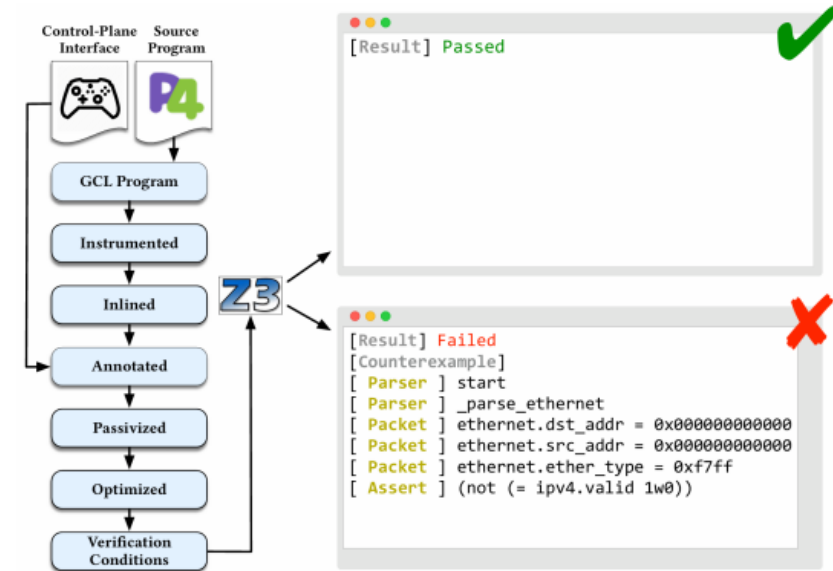 Control-Plane Interface
Source Program
P4
GCL Program
Instrumented
Inlined
Annotated
Passivized
Optimized
Verification
Conditions
Z3
[Result] Passed
[Result] Failed
[Counterexample]
[ Parser ] start
[ Parser ] _parse_ethernet
[ Packet ] ethernet.dst_addr = 0x000000000000
[ Packet ] ethernet.src_addr = 0x000000000000
[ Packet ] ethernet.ether_type = 0xf7ff
[ Assert ] (not (= ipv4.valid 1w0))